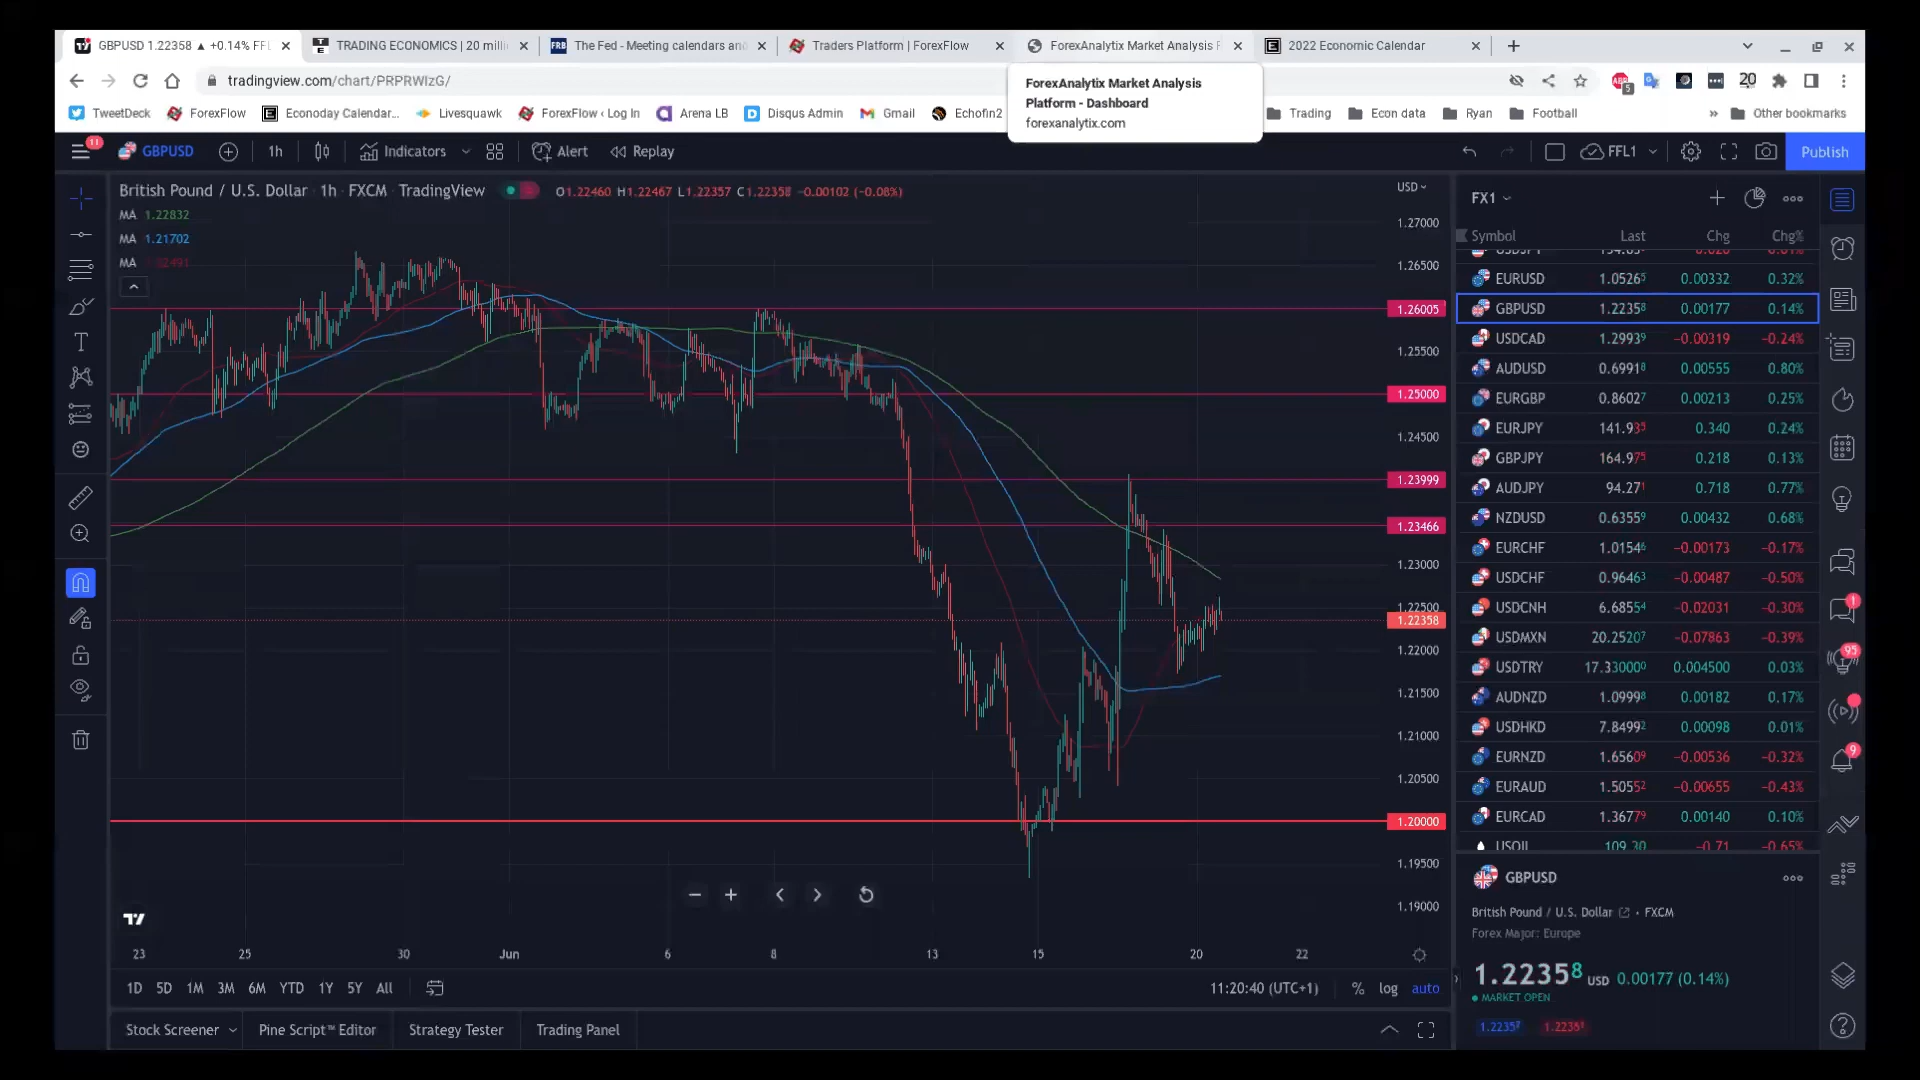 GBPUSD 1.22358 ▲ +0.14% FFL
TRADING ECONOMICS | 20 milli
The Fed - Meeting calendars and
Traders Platform | ForexFlow
ForexAnalytix Market Analysis P
2022 Economic Calendar
tradingview.com/chart/PRPRWIzG/
ForexAnalytix Market Analysis
Platform - Dashboard
forexanalytix.com
TweetDeck
ForexFlow
Econoday Calendar...
Livesquawk
ForexFlow ‹ Log In
Arena LB
Disqus Admin
Gmail
Echofin2
Trading
Econ data
Ryan
Football
Other bookmarks
11
GBPUSD
1h
Indicators
Alert
Replay
FFL1
Publish
British Pound / U.S. Dollar · 1h · FXCM · TradingView
O1.22460 H1.22467 L1.22357 C1.22358 −0.00102 (−0.08%)
MA 1.22832
MA 1.21702
MA
USD
1.27000
1.26500
1.26005
1.25500
1.25000
1.24500
1.23999
1.23466
1.23000
1.22500
1.22358
1.22000
1.21500
1.21000
1.20500
1.20000
1.19500
1.19000
23 25 30 Jun 6 8 13 15 20 22
1D 5D 1M 3M 6M YTD 1Y 5Y All
11:20:40 (UTC+1) % log auto
Stock Screener Pine Script™ Editor Strategy Tester Trading Panel
FX1
Symbol Last Chg Chg%
EURUSD 1.05265 0.00332 0.32%
GBPUSD 1.22358 0.00177 0.14%
USDCAD 1.29939 −0.00319 −0.24%
AUDUSD 0.69918 0.00555 0.80%
EURGBP 0.86027 0.00213 0.25%
EURJPY 141.935 0.340 0.24%
GBPJPY 164.975 0.218 0.13%
AUDJPY 94.271 0.718 0.77%
NZDUSD 0.63559 0.00432 0.68%
EURCHF 1.01546 −0.00173 −0.17%
USDCHF 0.96463 −0.00487 −0.50%
USDCNH 6.68554 −0.02031 −0.30%
USDMXN 20.25207 −0.07863 −0.39%
USDTRY 17.33000 0.004500 0.03%
AUDNZD 1.09998 0.00182 0.17%
USDHKD 7.84992 0.00098 0.01%
EURNZD 1.65609 −0.00536 −0.32%
EURAUD 1.50552 −0.00655 −0.43%
EURCAD 1.36779 0.00140 0.10%
USOIL 109.30 −0.71 −0.65%
GBPUSD
British Pound / U.S. Dollar · FXCM
Forex Major: Europe
1.22358 USD 0.00177 (0.14%)
MARKET OPEN
1.22357 1.22358
1
95
9